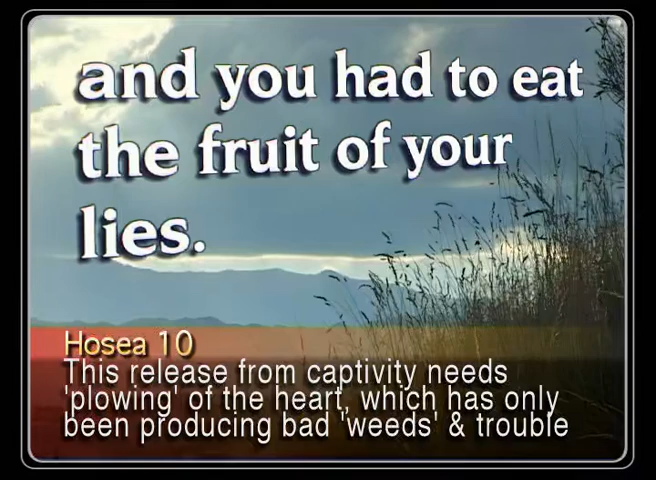 and you had to eat
the fruit of your
lies.
Hosea 10
This release from captivity needs
'plowing' of the heart, which has only
been producing bad 'weeds' & trouble